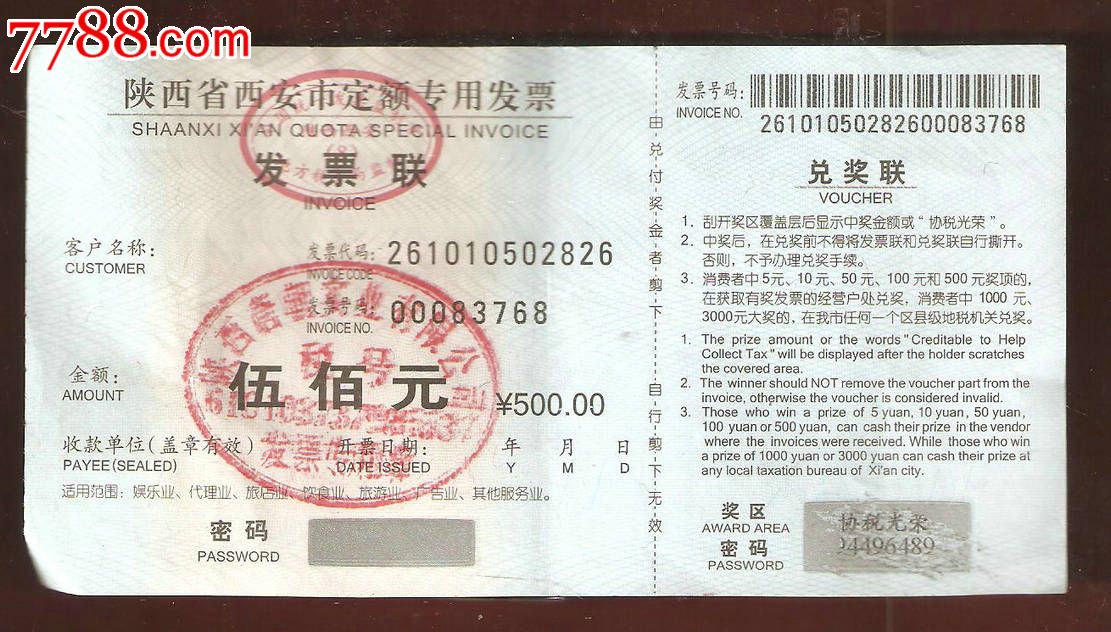 7788.com
陕西省西安市定额专用发票
SHAANXI XI'AN QUOTA SPECIAL INVOICE
发票联
INVOICE
客户名称：
CUSTOMER
发票代码： 261010502826
INVOICE CODE
发票号码： 00083768
INVOICE NO.
金额：
AMOUNT
伍佰元
¥500.00
税号
发票专用章
收款单位(盖章有效)
PAYEE(SEALED)
开票日期： 年 月 日
DATE ISSUED Y M D
适用范围：娱乐业、代理业、旅店业、饮食业、旅游业、广告业、其他服务业。
密码
PASSWORD
由兑付奖金者剪下 自行剪下无效
发票号码：
INVOICE NO.
26101050282600083768
兑奖联
VOUCHER
1. 刮开奖区覆盖层后显示中奖金额或“协税光荣”。
2. 中奖后，在兑奖前不得将发票联和兑奖联自行撕开。
否则，不予办理兑奖手续。
3. 消费者中5元、10元、50元、100元和500元奖项的，
在获取有奖发票的经营户处兑奖，消费者中1000元、
3000元大奖的，在我市任何一个区县级地税机关兑奖。
1. The prize amount or the words "Creditable to Help
Collect Tax" will be displayed after the holder scratches
the covered area.
2. The winner should NOT remove the voucher part from the
invoice, otherwise the voucher is considered invalid.
3. Those who win a prize of 5 yuan, 10 yuan, 50 yuan,
100 yuan or 500 yuan, can cash their prize in the vendor
where the invoices were received. While those who win
a prize of 1000 yuan or 3000 yuan can cash their prize at
any local taxation bureau of Xi'an city.
奖区
AWARD AREA
密码
PASSWORD
协税光荣
04496489